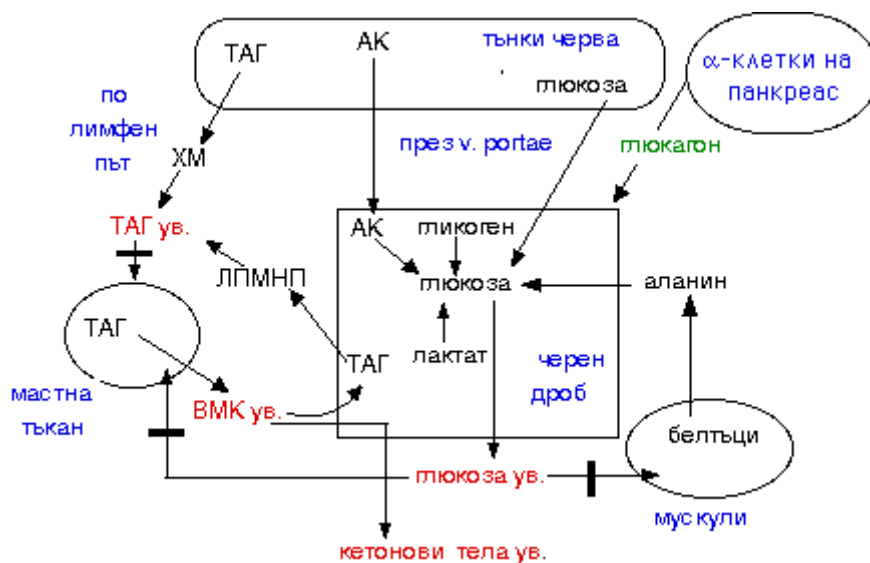 ТАГ
АК
тънки черва
глюкоза
α-клетки на
панкреас
по
лимфен
път
ХМ
през v. portae
глюкагон
ТАГ ув.
АК
гликоген
ЛПМНП
глюкоза
аланин
ТАГ
лактат
ТАГ
черен
дроб
мастна
тъкан
ВМК ув.
белтъци
глюкоза ув.
мускули
кетонови тела ув.